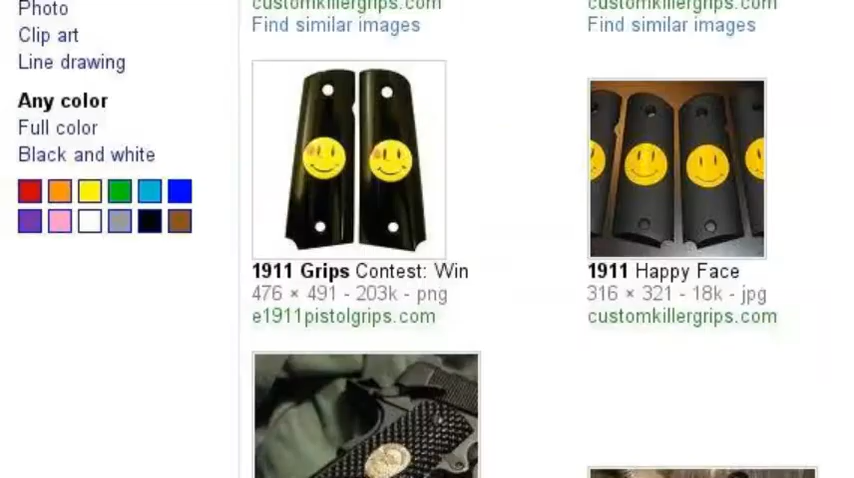 Photo
Clip art
Line drawing
Any color
Full color
Black and white
customkillergrips.com
Find similar images
1911 Grips Contest: Win
476 × 491 - 203k - png
e1911pistolgrips.com
customkillergrips.com
Find similar images
1911 Happy Face
316 × 321 - 18k - jpg
customkillergrips.com